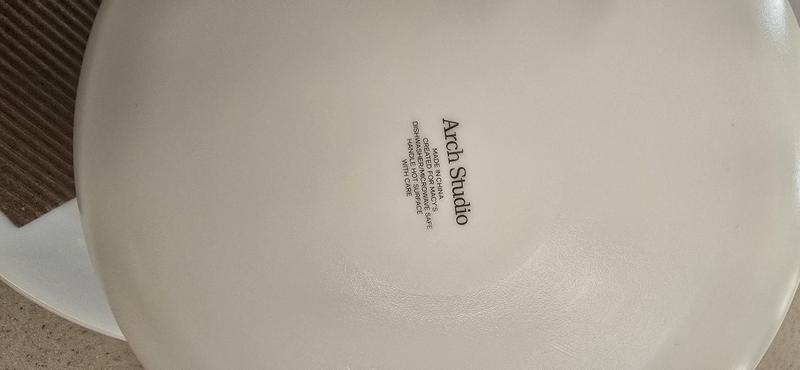 Arch Studio
MADE IN CHINA
CREATED FOR MACY'S
DISHWASHER/MICROWAVE SAFE
HANDLE HOT SURFACE
WITH CARE